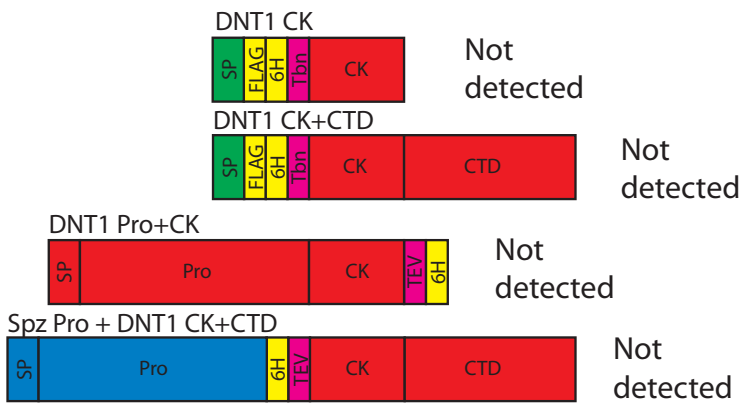 DNT1 CK
SP FLAG 6H Tbn CK
Not
detected
DNT1 CK+CTD
SP FLAG 6H Tbn CK CTD
Not
detected
DNT1 Pro+CK
SP Pro CK TEV 6H
Not
detected
Spz Pro + DNT1 CK+CTD
SP Pro 6H TEV CK CTD
Not
detected